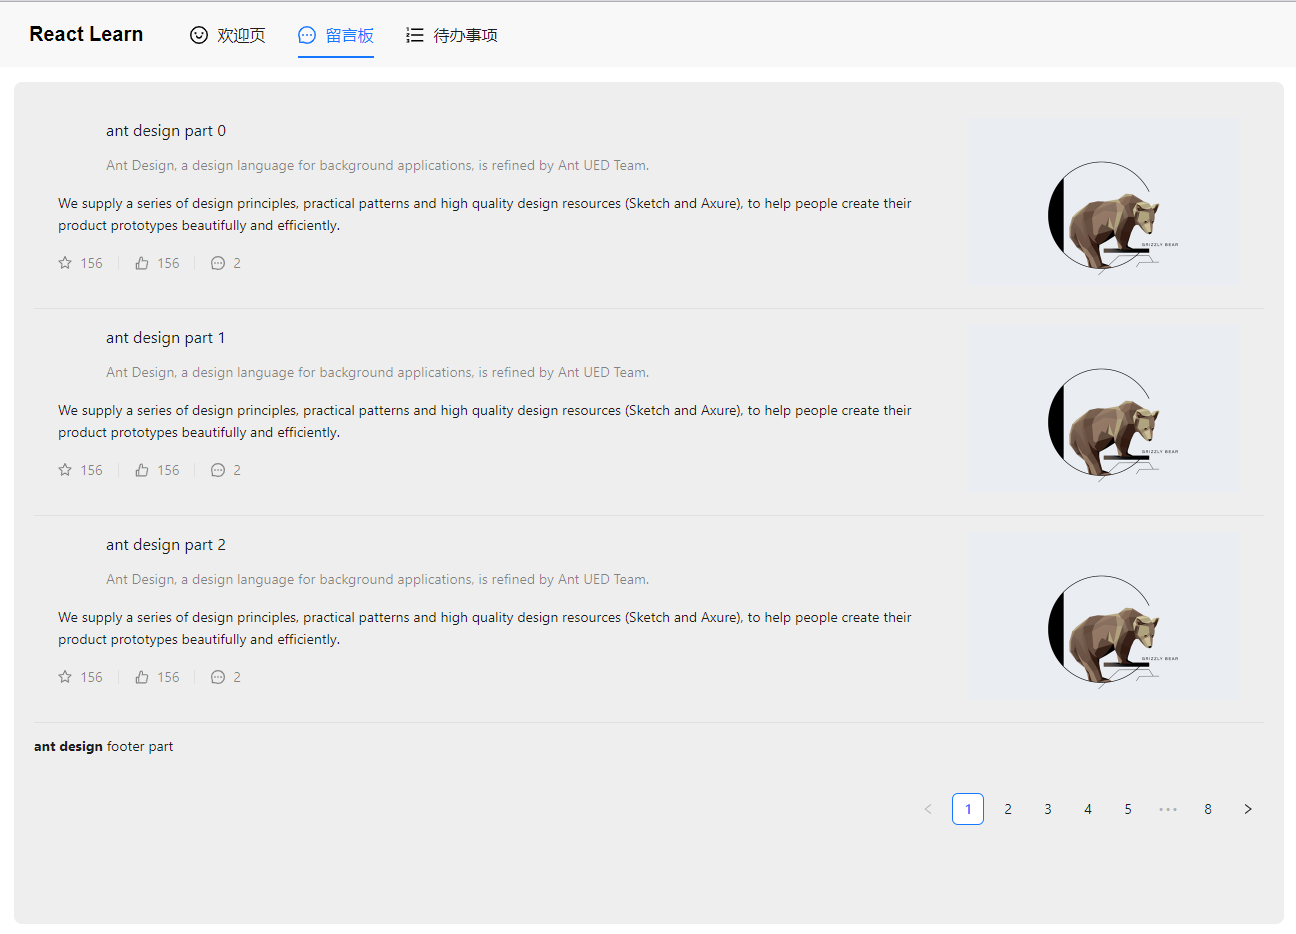 React Learn
欢迎页
留言板
待办事项
ant design part 0
Ant Design, a design language for background applications, is refined by Ant UED Team.
We supply a series of design principles, practical patterns and high quality design resources (Sketch and Axure), to help people create their
product prototypes beautifully and efficiently.
156
156
2
GRIZZLY BEAR
ant design part 1
Ant Design, a design language for background applications, is refined by Ant UED Team.
We supply a series of design principles, practical patterns and high quality design resources (Sketch and Axure), to help people create their
product prototypes beautifully and efficiently.
156
156
2
GRIZZLY BEAR
ant design part 2
Ant Design, a design language for background applications, is refined by Ant UED Team.
We supply a series of design principles, practical patterns and high quality design resources (Sketch and Axure), to help people create their
product prototypes beautifully and efficiently.
156
156
2
GRIZZLY BEAR
ant design footer part
1 2 3 4 5 ••• 8